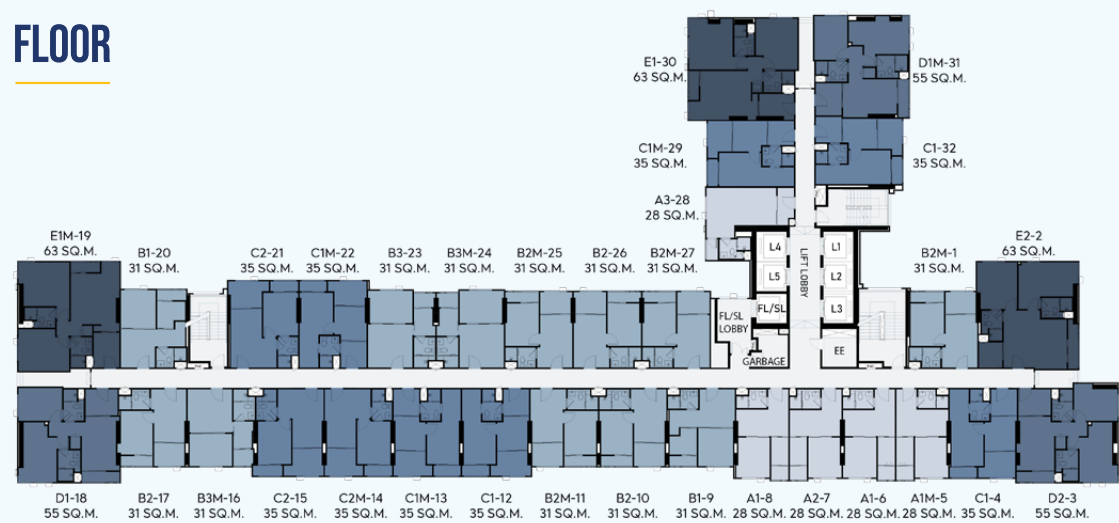 FLOOR
E1-30
63 SQ.M.
D1M-31
55 SQ.M.
C1M-29
35 SQ.M.
C1-32
35 SQ.M.
A3-28
28 SQ.M.
E1M-19
63 SQ.M.
B1-20
31 SQ.M.
C2-21
35 SQ.M.
C1M-22
35 SQ.M.
B3-23
31 SQ.M.
B3M-24
31 SQ.M.
B2M-25
31 SQ.M.
B2-26
31 SQ.M.
B2M-27
31 SQ.M.
L4
L5
FL/SL
LIFT LOBBY
L1
L2
L3
B2M-1
31 SQ.M.
E2-2
63 SQ.M.
FL/SL
LOBBY
GARBAGE
EE
D1-18
55 SQ.M.
B2-17
31 SQ.M.
B3M-16
31 SQ.M.
C2-15
35 SQ.M.
C2M-14
35 SQ.M.
C1M-13
35 SQ.M.
C1-12
35 SQ.M.
B2M-11
31 SQ.M.
B2-10
31 SQ.M.
B1-9
31 SQ.M.
A1-8
28 SQ.M.
A2-7
28 SQ.M.
A1-6
28 SQ.M.
A1M-5
28 SQ.M.
C1-4
35 SQ.M.
D2-3
55 SQ.M.